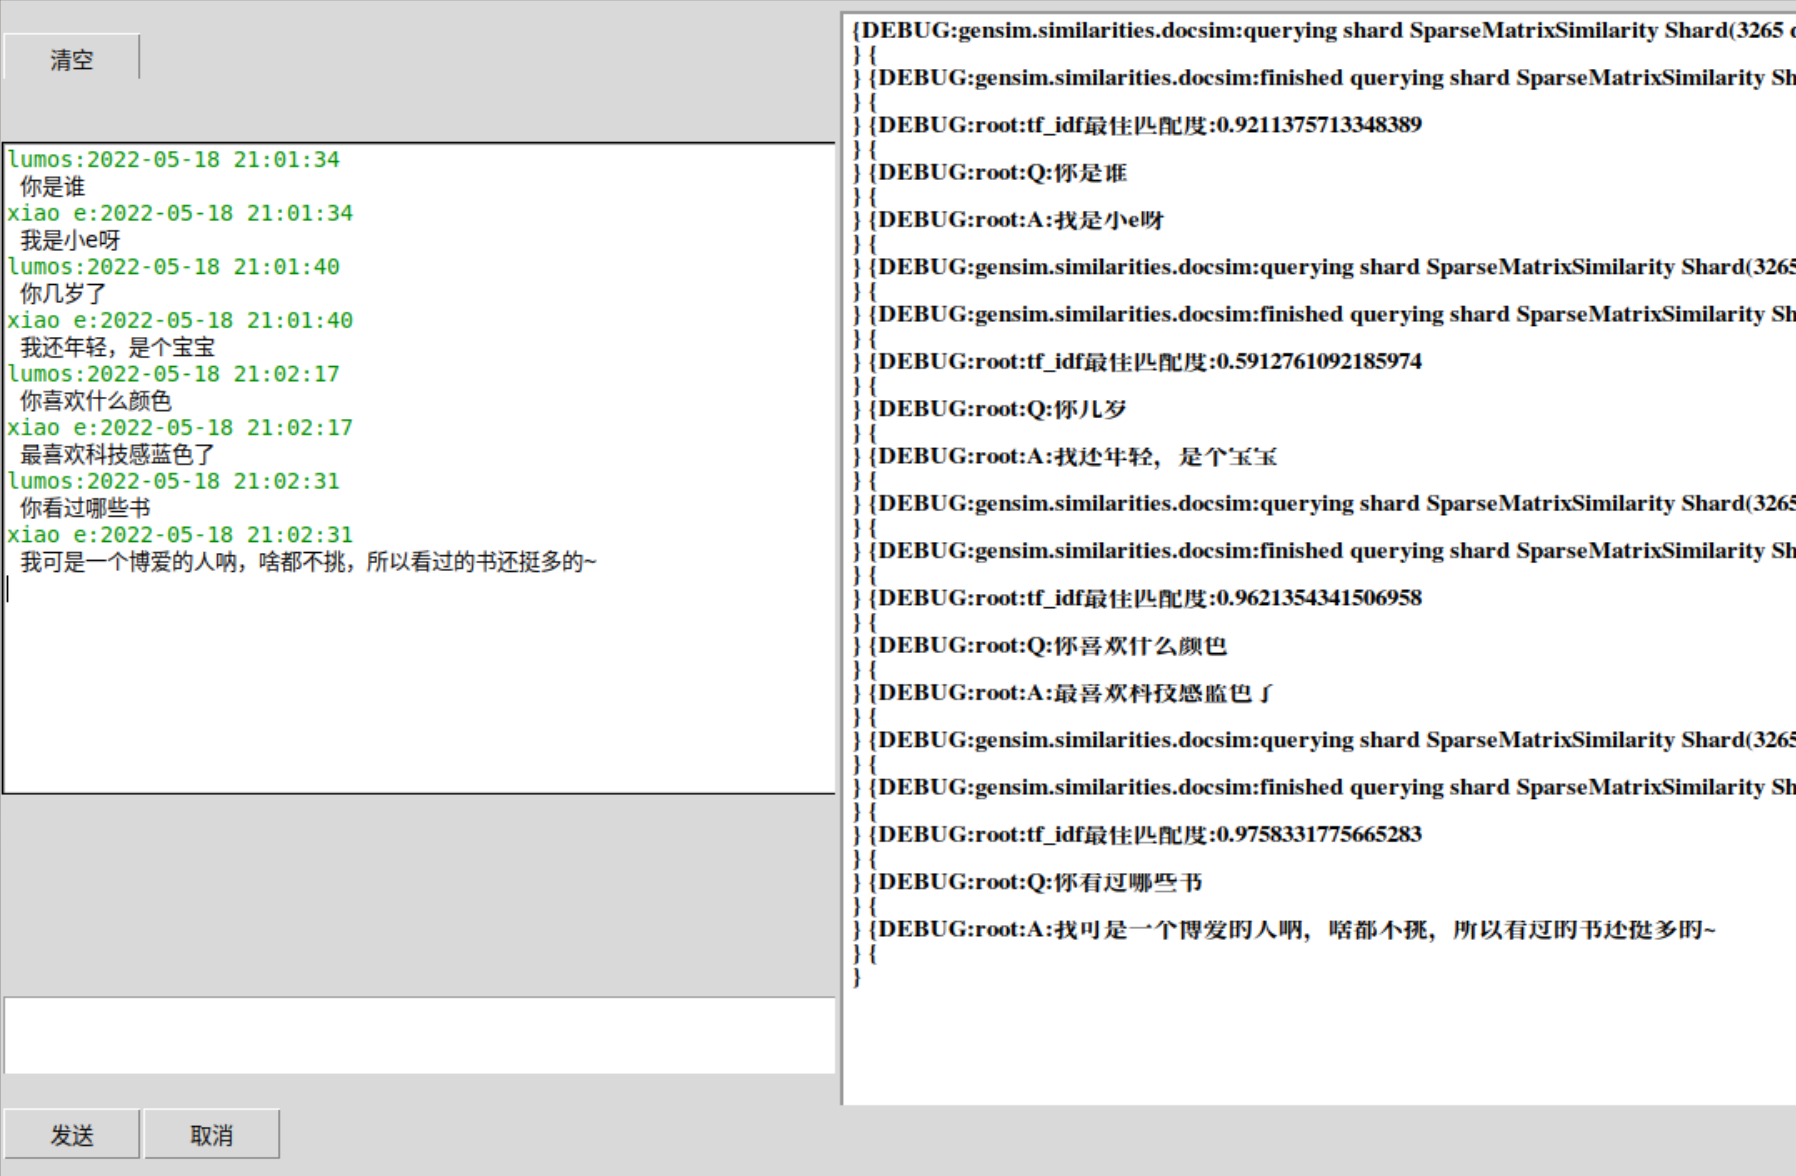 清空
lumos:2022-05-18 21:01:34
你是谁
xiao e:2022-05-18 21:01:34
我是小e呀
lumos:2022-05-18 21:01:40
你几岁了
xiao e:2022-05-18 21:01:40
我还年轻，是个宝宝
lumos:2022-05-18 21:02:17
你喜欢什么颜色
xiao e:2022-05-18 21:02:17
最喜欢科技感蓝色了
lumos:2022-05-18 21:02:31
你看过哪些书
xiao e:2022-05-18 21:02:31
我可是一个博爱的人呐，啥都不挑，所以看过的书还挺多的~
发送
取消
{DEBUG:gensim.similarities.docsim:querying shard SparseMatrixSimilarity Shard(3265
} {
} {DEBUG:gensim.similarities.docsim:finished querying shard SparseMatrixSimilarity Sh
} {
} {DEBUG:root:tf_idf最佳匹配度:0.9211375713348389
} {
} {DEBUG:root:Q:你是谁
} {
} {DEBUG:root:A:我是小e呀
} {
} {DEBUG:gensim.similarities.docsim:querying shard SparseMatrixSimilarity Shard(3265
} {
} {DEBUG:gensim.similarities.docsim:finished querying shard SparseMatrixSimilarity Sh
} {
} {DEBUG:root:tf_idf最佳匹配度:0.5912761092185974
} {
} {DEBUG:root:Q:你几岁
} {
} {DEBUG:root:A:我还年轻，是个宝宝
} {
} {DEBUG:gensim.similarities.docsim:querying shard SparseMatrixSimilarity Shard(3265
} {
} {DEBUG:gensim.similarities.docsim:finished querying shard SparseMatrixSimilarity Sh
} {
} {DEBUG:root:tf_idf最佳匹配度:0.9621354341506958
} {
} {DEBUG:root:Q:你喜欢什么颜色
} {
} {DEBUG:root:A:最喜欢科技感蓝色了
} {
} {DEBUG:gensim.similarities.docsim:querying shard SparseMatrixSimilarity Shard(3265
} {
} {DEBUG:gensim.similarities.docsim:finished querying shard SparseMatrixSimilarity Sh
} {
} {DEBUG:root:tf_idf最佳匹配度:0.9758331775665283
} {
} {DEBUG:root:Q:你看过哪些书
} {
} {DEBUG:root:A:我可是一个博爱的人呐，啥都不挑，所以看过的书还挺多的~
} {
}